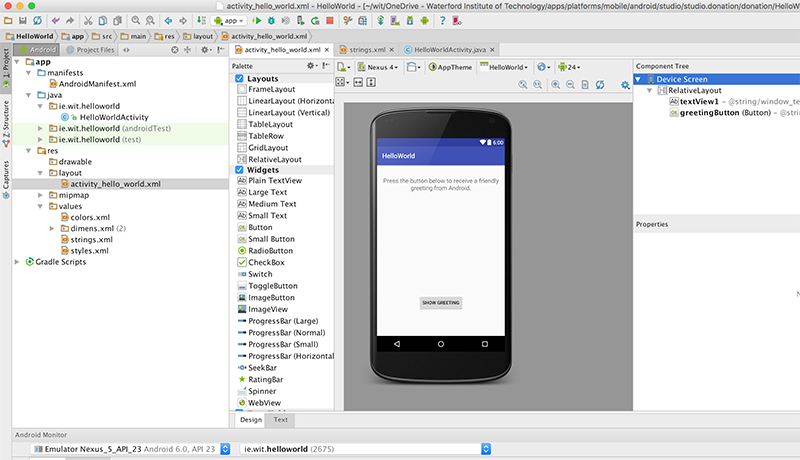 activity_hello_world.xml - HelloWorld - [~/wit/OneDrive - Waterford Institute of Technology/apps/platforms/mobile/android/studio/studio.donation/donation/HelloWo
app
HelloWorld app src main res layout activity_hello_world.xml
Android Project Files
activity_hello_world.xml strings.xml HelloWorldActivity.java
1: Project
Z: Structure
Captures
app
manifests
AndroidManifest.xml
java
ie.wit.helloworld
HelloWorldActivity
ie.wit.helloworld (androidTest)
ie.wit.helloworld (test)
res
drawable
layout
activity_hello_world.xml
mipmap
values
colors.xml
dimens.xml (2)
strings.xml
styles.xml
Gradle Scripts
Palette
Layouts
FrameLayout
LinearLayout (Horizonta
LinearLayout (Vertical)
TableLayout
TableRow
GridLayout
RelativeLayout
Widgets
Plain TextView
Large Text
Medium Text
Small Text
Button
Small Button
RadioButton
CheckBox
Switch
ToggleButton
ImageButton
ImageView
ProgressBar (Large)
ProgressBar (Normal)
ProgressBar (Small)
ProgressBar (Horizonta
SeekBar
RatingBar
Spinner
WebView
Design Text
Nexus 4 AppTheme HelloWorld 24
6:00
HelloWorld
Press the button below to receive a friendly
greeting from Android.
SHOW GREETING
Component Tree
Device Screen
RelativeLayout
textView1 - @string/window_te
greetingButton (Button) - @strin
Properties
N
Android Monitor
Emulator Nexus_5_API_23 Android 6.0, API 23 ie.wit.helloworld (2675)